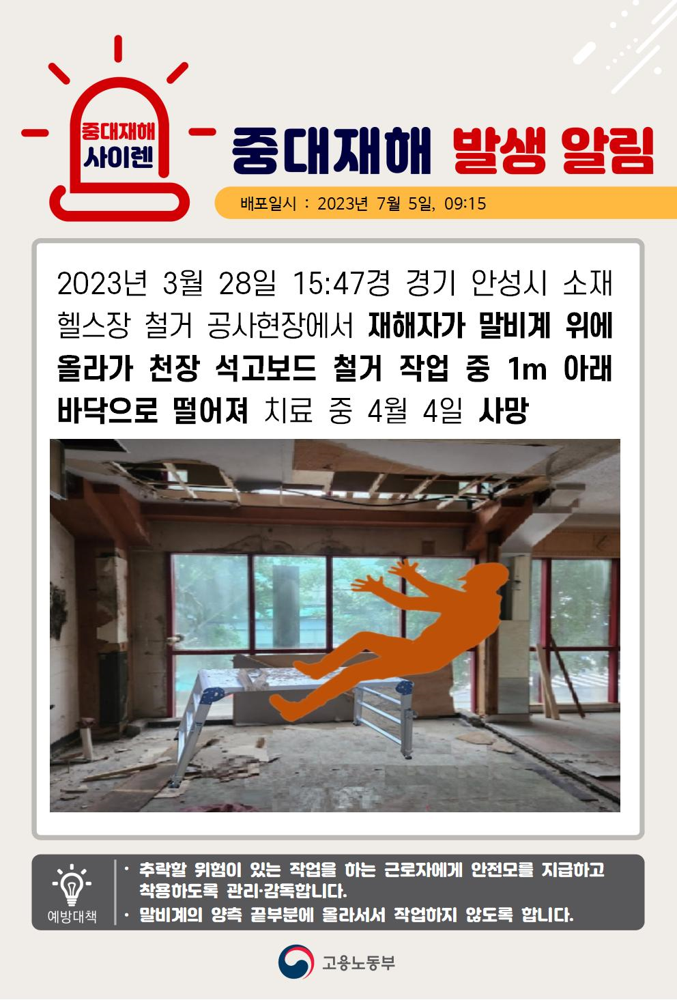 중대재해
사이렌
중대재해 발생 알림
배포일시 : 2023년 7월 5일, 09:15
2023년 3월 28일 15:47경 경기 안성시 소재
헬스장 철거 공사현장에서 재해자가 말비계 위에
올라가 천장 석고보드 철거 작업 중 1m 아래
바닥으로 떨어져 치료 중 4월 4일 사망
예방대책
· 추락할 위험이 있는 작업을 하는 근로자에게 안전모를 지급하고
착용하도록 관리·감독합니다.
· 말비계의 양측 끝부분에 올라서서 작업하지 않도록 합니다.
고용노동부